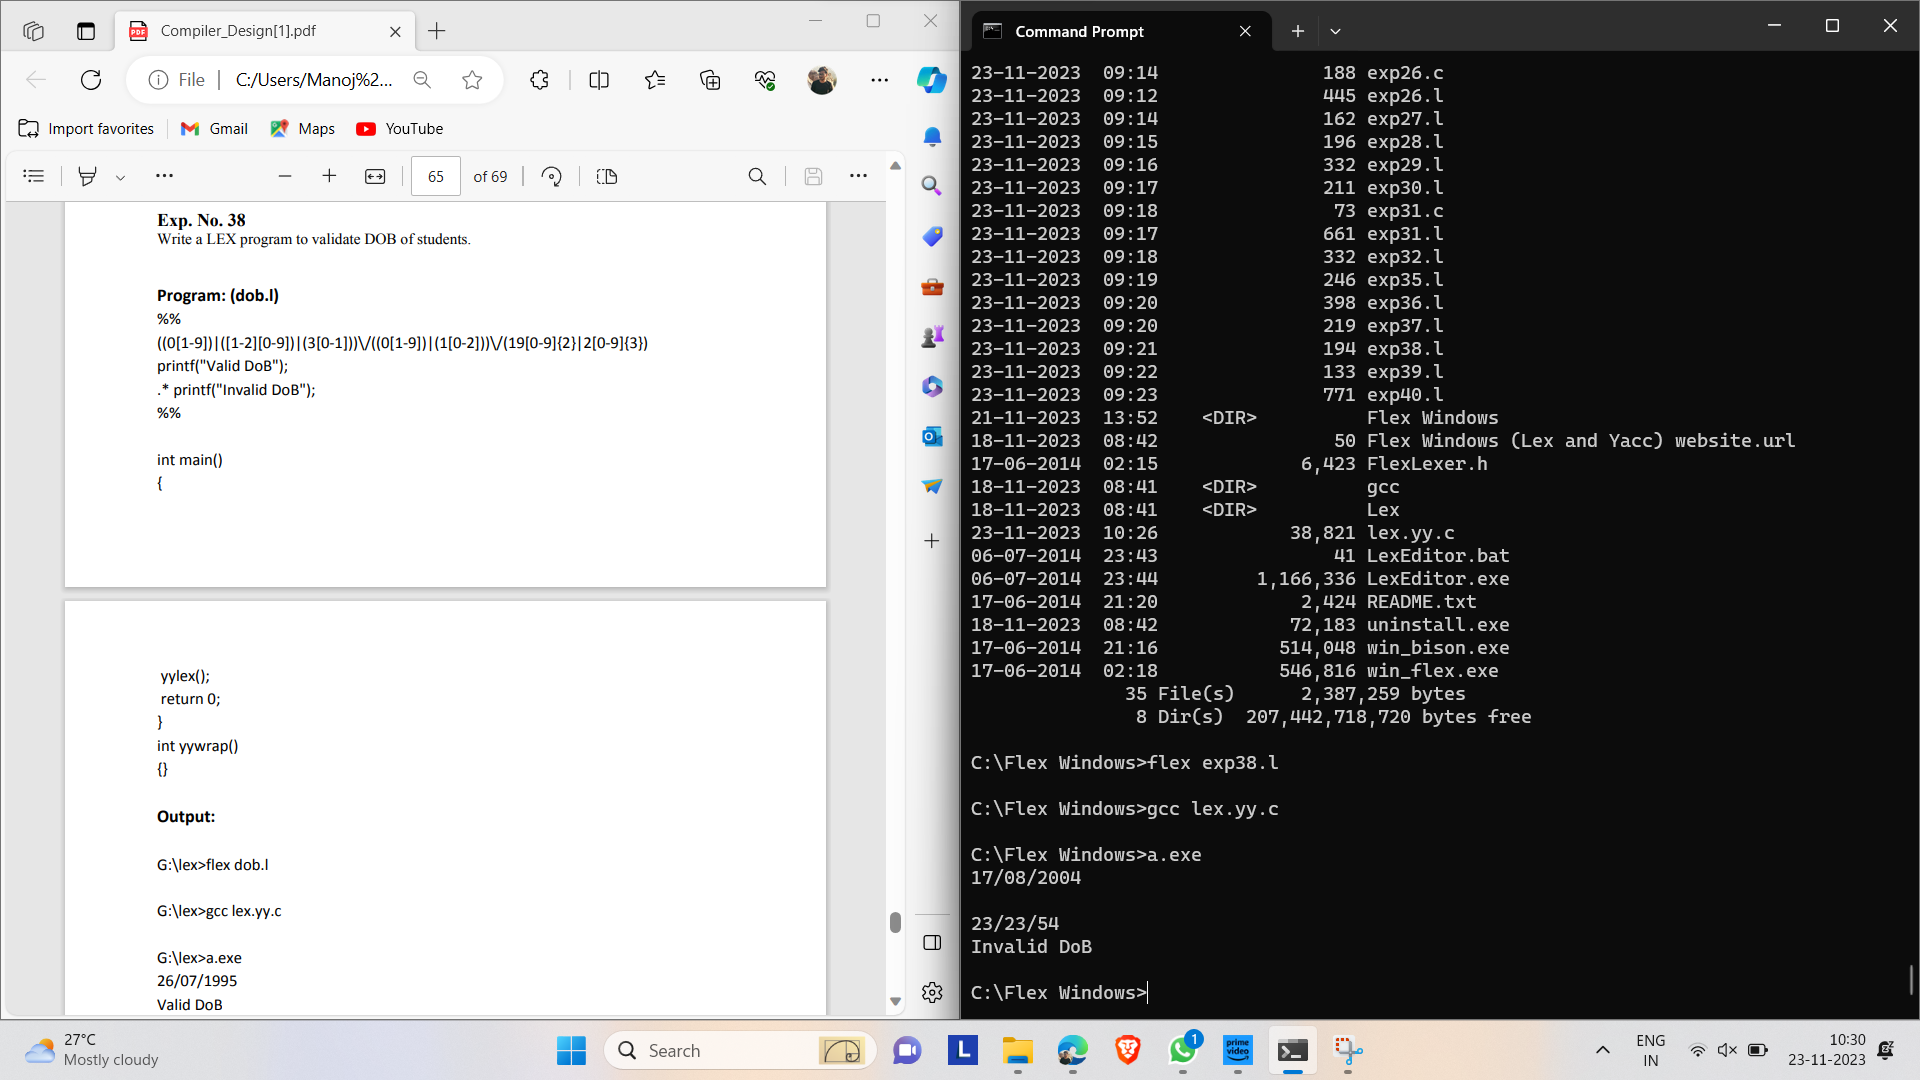 Compiler_Design[1].pdf
File
C:/Users/Manoj%2...
Import favorites
Gmail
Maps
YouTube
65 of 69
Exp. No. 38
Write a LEX program to validate DOB of students.
Program: (dob.l)
%%
((0[1-9])|([1-2][0-9])|(3[0-1]))\/((0[1-9])|(1[0-2]))\/(19[0-9]{2}|2[0-9]{3})
printf("Valid DoB");
.* printf("Invalid DoB");
%%
int main()
{
yylex();
return 0;
}
int yywrap()
{}
Output:
G:\lex>flex dob.l
G:\lex>gcc lex.yy.c
G:\lex>a.exe
26/07/1995
Valid DoB
Command Prompt
23-11-2023 09:14 188 exp26.c
23-11-2023 09:12 445 exp26.l
23-11-2023 09:14 162 exp27.l
23-11-2023 09:15 196 exp28.l
23-11-2023 09:16 332 exp29.l
23-11-2023 09:17 211 exp30.l
23-11-2023 09:18 73 exp31.c
23-11-2023 09:17 661 exp31.l
23-11-2023 09:18 332 exp32.l
23-11-2023 09:19 246 exp35.l
23-11-2023 09:20 398 exp36.l
23-11-2023 09:20 219 exp37.l
23-11-2023 09:21 194 exp38.l
23-11-2023 09:22 133 exp39.l
23-11-2023 09:23 771 exp40.l
21-11-2023 13:52 <DIR> Flex Windows
18-11-2023 08:42 50 Flex Windows (Lex and Yacc) website.url
17-06-2014 02:15 6,423 FlexLexer.h
18-11-2023 08:41 <DIR> gcc
18-11-2023 08:41 <DIR> Lex
23-11-2023 10:26 38,821 lex.yy.c
06-07-2014 23:43 41 LexEditor.bat
06-07-2014 23:44 1,166,336 LexEditor.exe
17-06-2014 21:20 2,424 README.txt
18-11-2023 08:42 72,183 uninstall.exe
17-06-2014 21:16 514,048 win_bison.exe
17-06-2014 02:18 546,816 win_flex.exe
35 File(s) 2,387,259 bytes
8 Dir(s) 207,442,718,720 bytes free
C:\Flex Windows>flex exp38.l
C:\Flex Windows>gcc lex.yy.c
C:\Flex Windows>a.exe
17/08/2004
23/23/54
Invalid DoB
C:\Flex Windows>
27°C
Mostly cloudy
Search
L
1
prime video
ENG
IN
10:30
23-11-2023